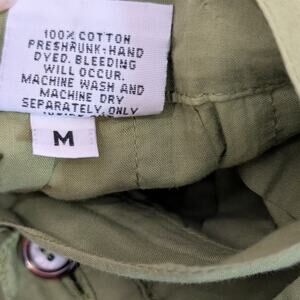 100% COTTON
PRESHRUNK-HAND
DYED. BLEEDING
WILL OCCUR.
MACHINE WASH AND
MACHINE DRY
SEPARATELY. ONLY
M